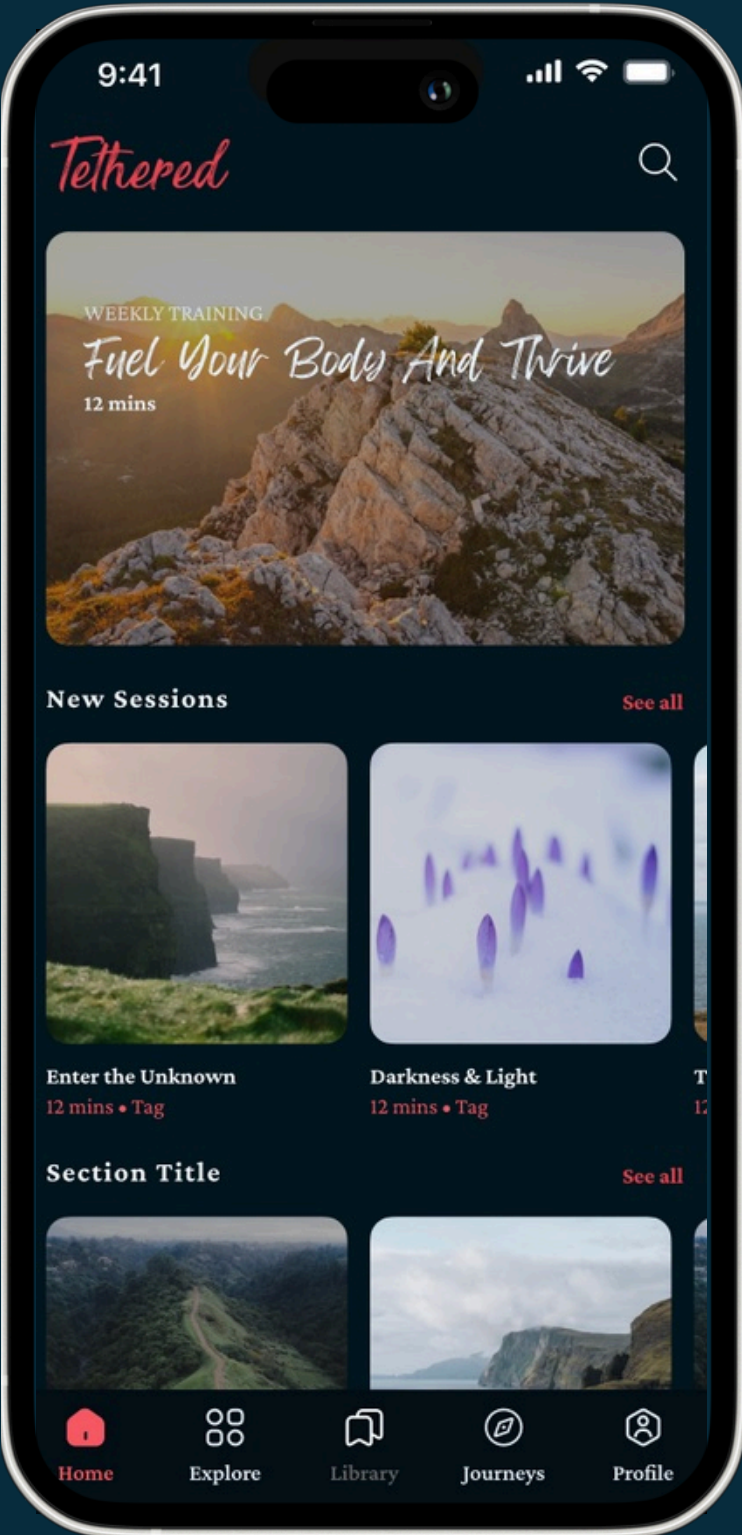 9:41
Tethered
WEEKLY TRAINING
Fuel Your Body And Thrive
12 mins
New Sessions
See all
Enter the Unknown
Darkness & Light
12 mins • Tag
12 mins • Tag
Section Title
See all
Home
Explore
Library
Journeys
Profile